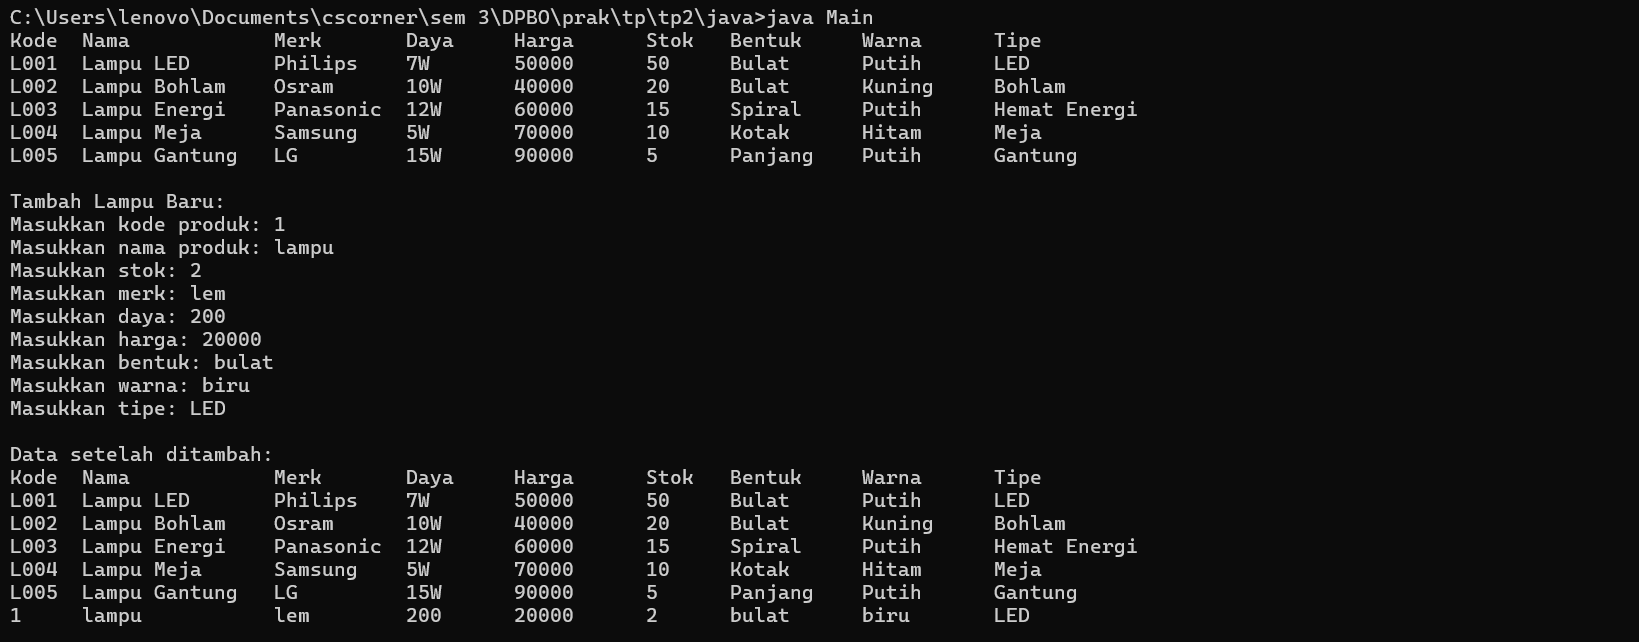 C:\Users\lenovo\Documents\cscorner\sem 3\DPBO\prak\tp\tp2\java>java Main
Kode  Nama            Merk       Daya     Harga      Stok   Bentuk     Warna      Tipe
L001  Lampu LED       Philips    7W       50000      50     Bulat      Putih      LED
L002  Lampu Bohlam    Osram      10W      40000      20     Bulat      Kuning     Bohlam
L003  Lampu Energi    Panasonic  12W      60000      15     Spiral     Putih      Hemat Energi
L004  Lampu Meja      Samsung    5W       70000      10     Kotak      Hitam      Meja
L005  Lampu Gantung   LG         15W      90000      5      Panjang    Putih      Gantung

Tambah Lampu Baru:
Masukkan kode produk: 1
Masukkan nama produk: lampu
Masukkan stok: 2
Masukkan merk: lem
Masukkan daya: 200
Masukkan harga: 20000
Masukkan bentuk: bulat
Masukkan warna: biru
Masukkan tipe: LED

Data setelah ditambah:
Kode  Nama            Merk       Daya     Harga      Stok   Bentuk     Warna      Tipe
L001  Lampu LED       Philips    7W       50000      50     Bulat      Putih      LED
L002  Lampu Bohlam    Osram      10W      40000      20     Bulat      Kuning     Bohlam
L003  Lampu Energi    Panasonic  12W      60000      15     Spiral     Putih      Hemat Energi
L004  Lampu Meja      Samsung    5W       70000      10     Kotak      Hitam      Meja
L005  Lampu Gantung   LG         15W      90000      5      Panjang    Putih      Gantung
1     lampu           lem        200      20000      2      bulat      biru       LED